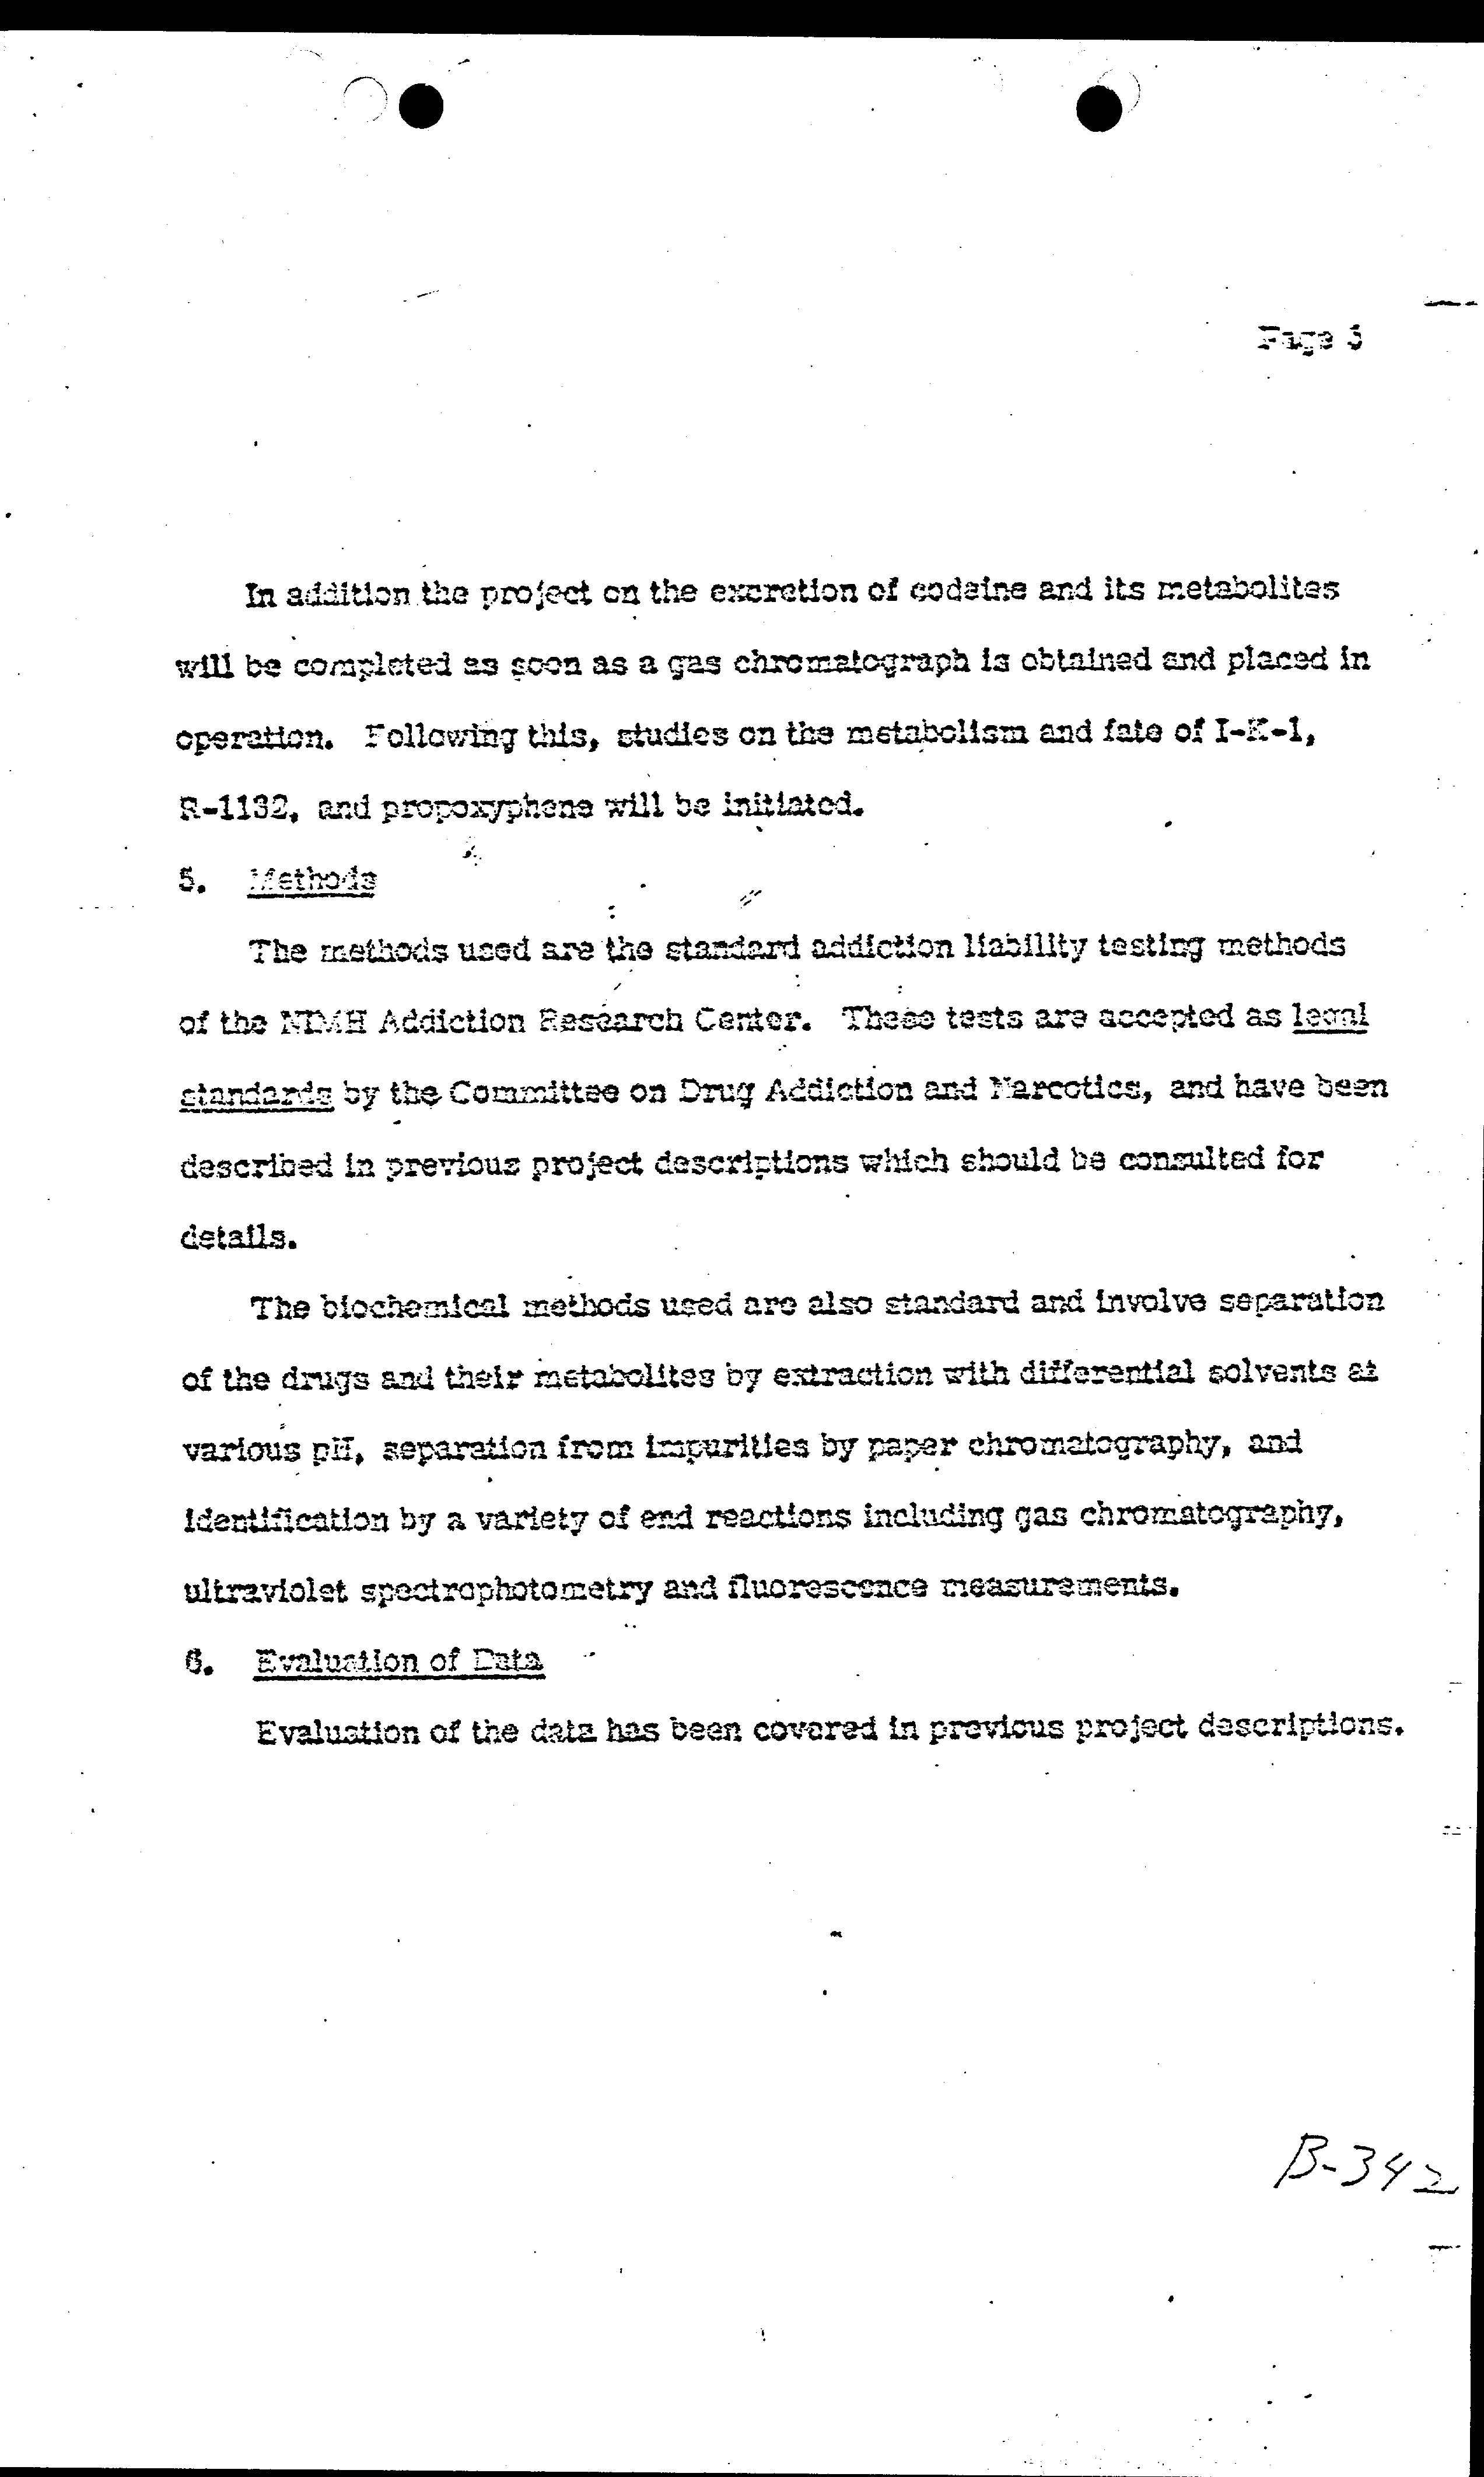 Page
In addition the project on the excretion of codeine and its metabolites
will be completed as soon as a gas chromatograph is obtained and placed in
operation. Following this, studies on the metabolism and fate of I-K-1,
R-1132, and propoxyphene will be initiated.
5. Methods
The methods used are the standard addiction liability testing methods
of the NIMH Addiction Research Center. These tests are accepted as legal
standards by the Committee on Drug Addiction and Narcotics, and have been
described in previous project descriptions which should be consulted for
details.
The biochemical methods used are also standard and involve separation
of the drugs and their metabolites by extraction with differential solvents at
various pH, separation from impurities by paper chromatography, and
identification by a variety of end reactions including gas chromatography,
ultraviolet spectrophotometry and fluorescence measurements.
6. Evaluation of Data
Evaluation of the data has been covered in previous project descriptions.
B-342